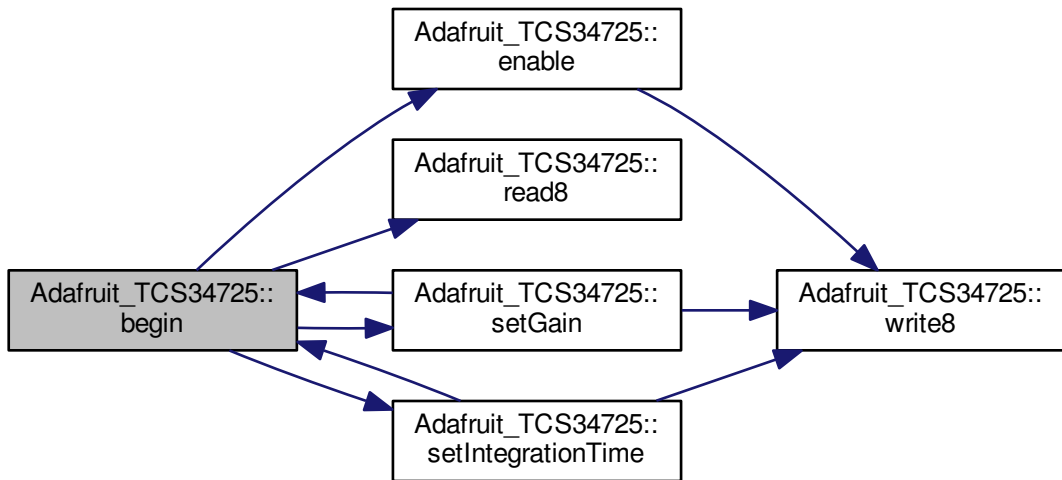 Adafruit_TCS34725::
enable
Adafruit_TCS34725::
read8
Adafruit_TCS34725::
begin
Adafruit_TCS34725::
setGain
Adafruit_TCS34725::
write8
Adafruit_TCS34725::
setIntegrationTime